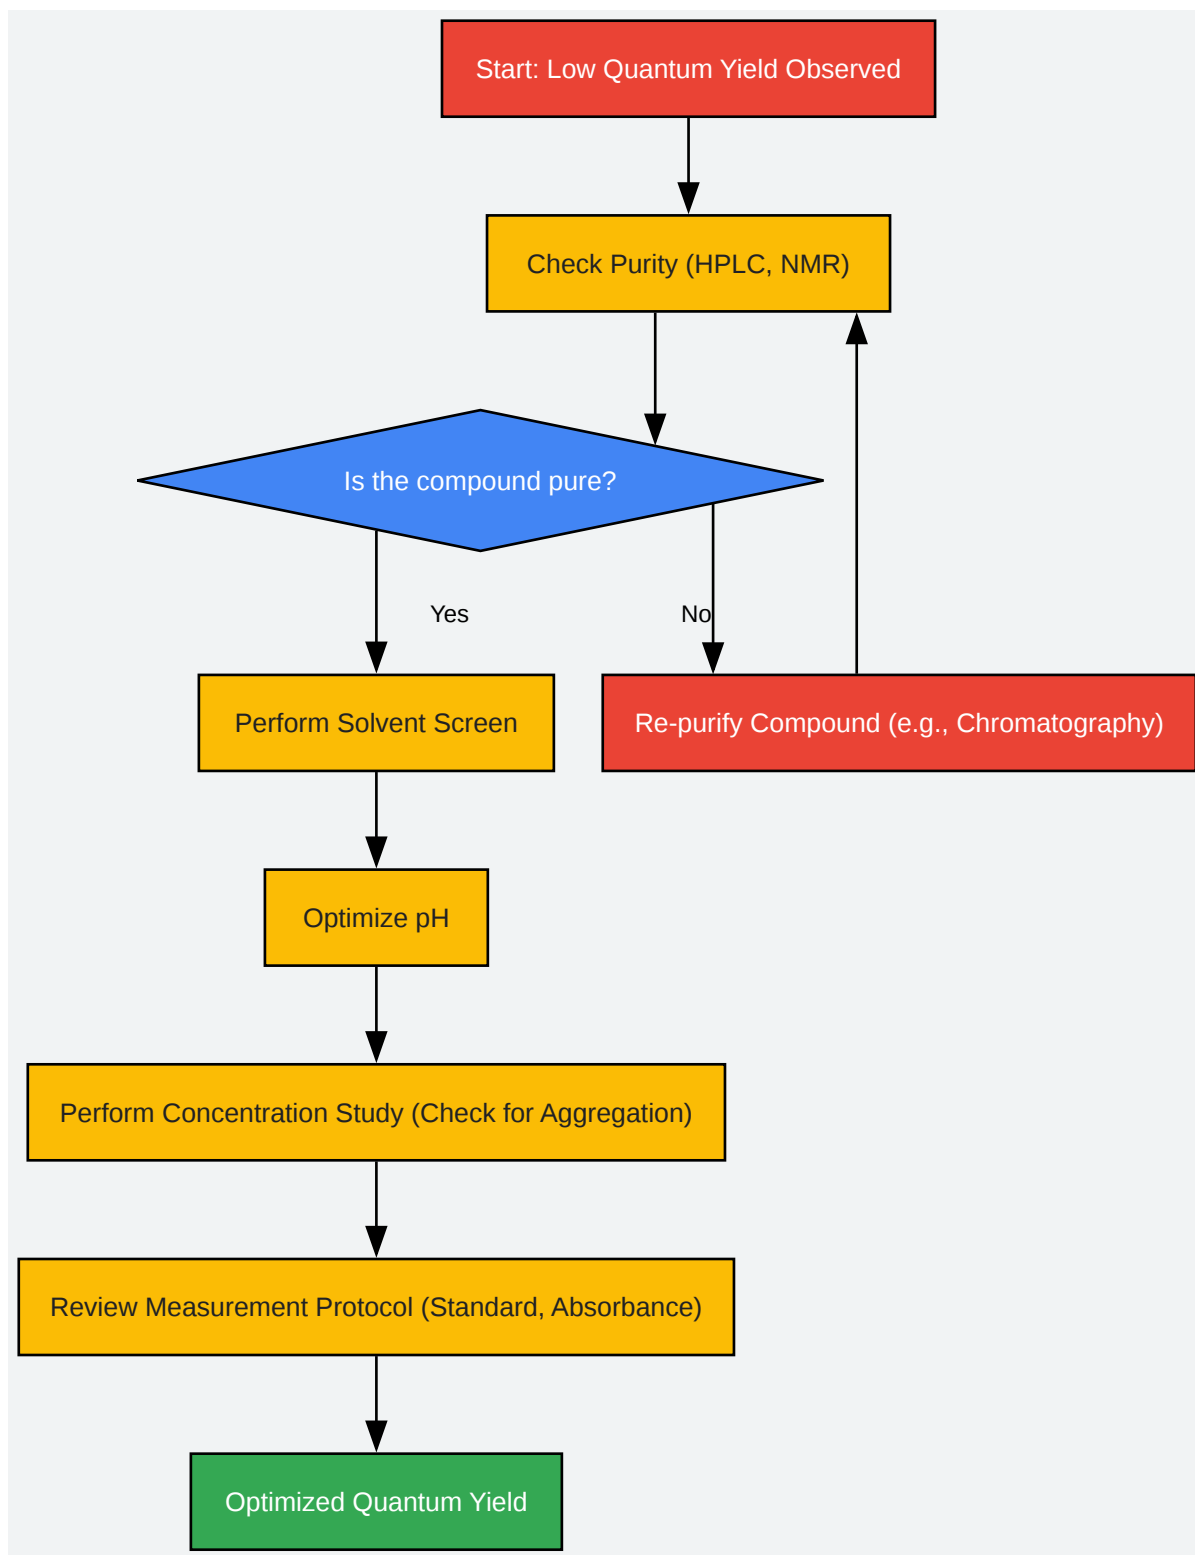 Start: Low Quantum Yield Observed
Check Purity (HPLC, NMR)
Is the compound pure?
Yes
No
Perform Solvent Screen
Re-purify Compound (e.g., Chromatography)
Optimize pH
Perform Concentration Study (Check for Aggregation)
Review Measurement Protocol (Standard, Absorbance)
Optimized Quantum Yield